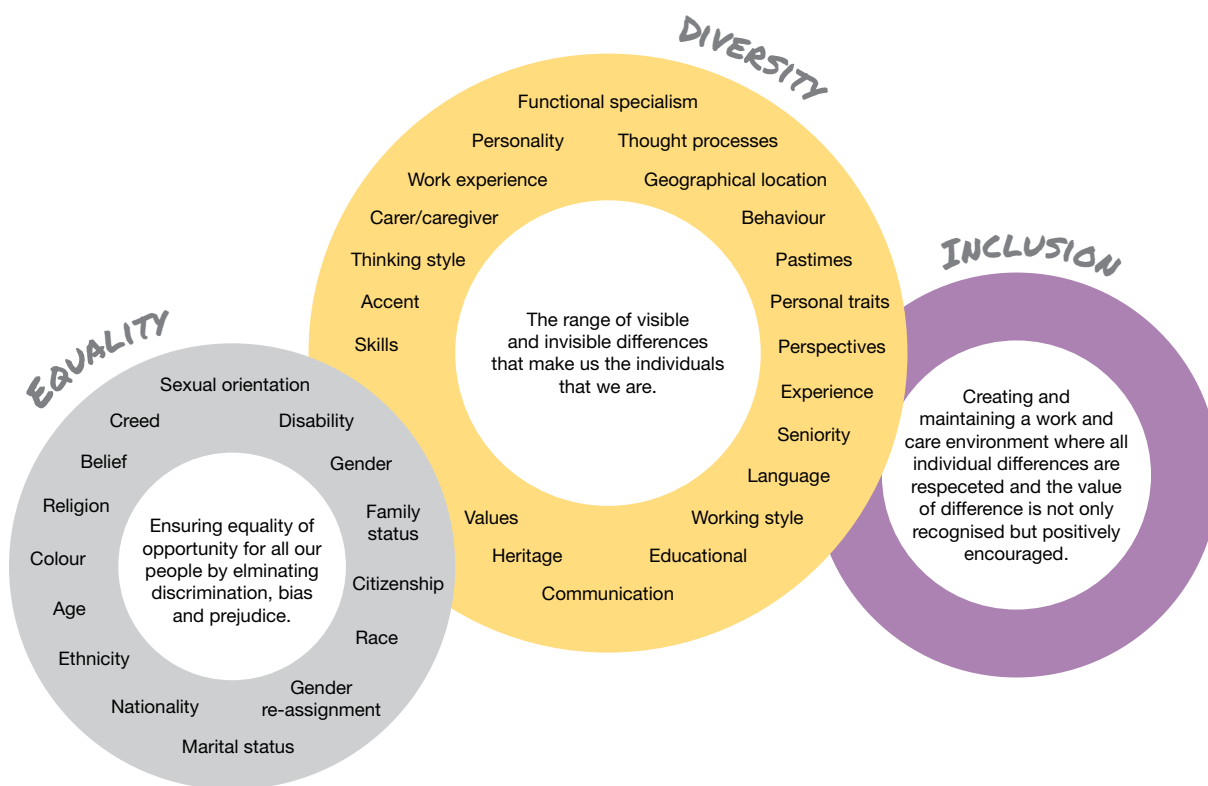 DIVERSITY
Functional specialism
Personality
Thought processes
Work experience
Geographical location
Carer/caregiver
Behaviour
Thinking style
Pastimes
Accent
Personal traits
Skills
Perspectives
Experience
Seniority
Language
Values
Working style
Heritage
Educational
Communication
The range of visible
and invisible differences
that make us the individuals
that we are.
EQUALITY
Sexual orientation
Creed
Disability
Belief
Gender
Religion
Family
status
Colour
Citizenship
Age
Race
Ethnicity
Gender
re-assignment
Nationality
Marital status
Ensuring equality of
opportunity for all our
people by elminating
discrimination, bias
and prejudice.
INCLUSION
Creating and
maintaining a work and
care environment where all
individual differences are
respeceted and the value
of difference is not only
recognised but positively
encouraged.